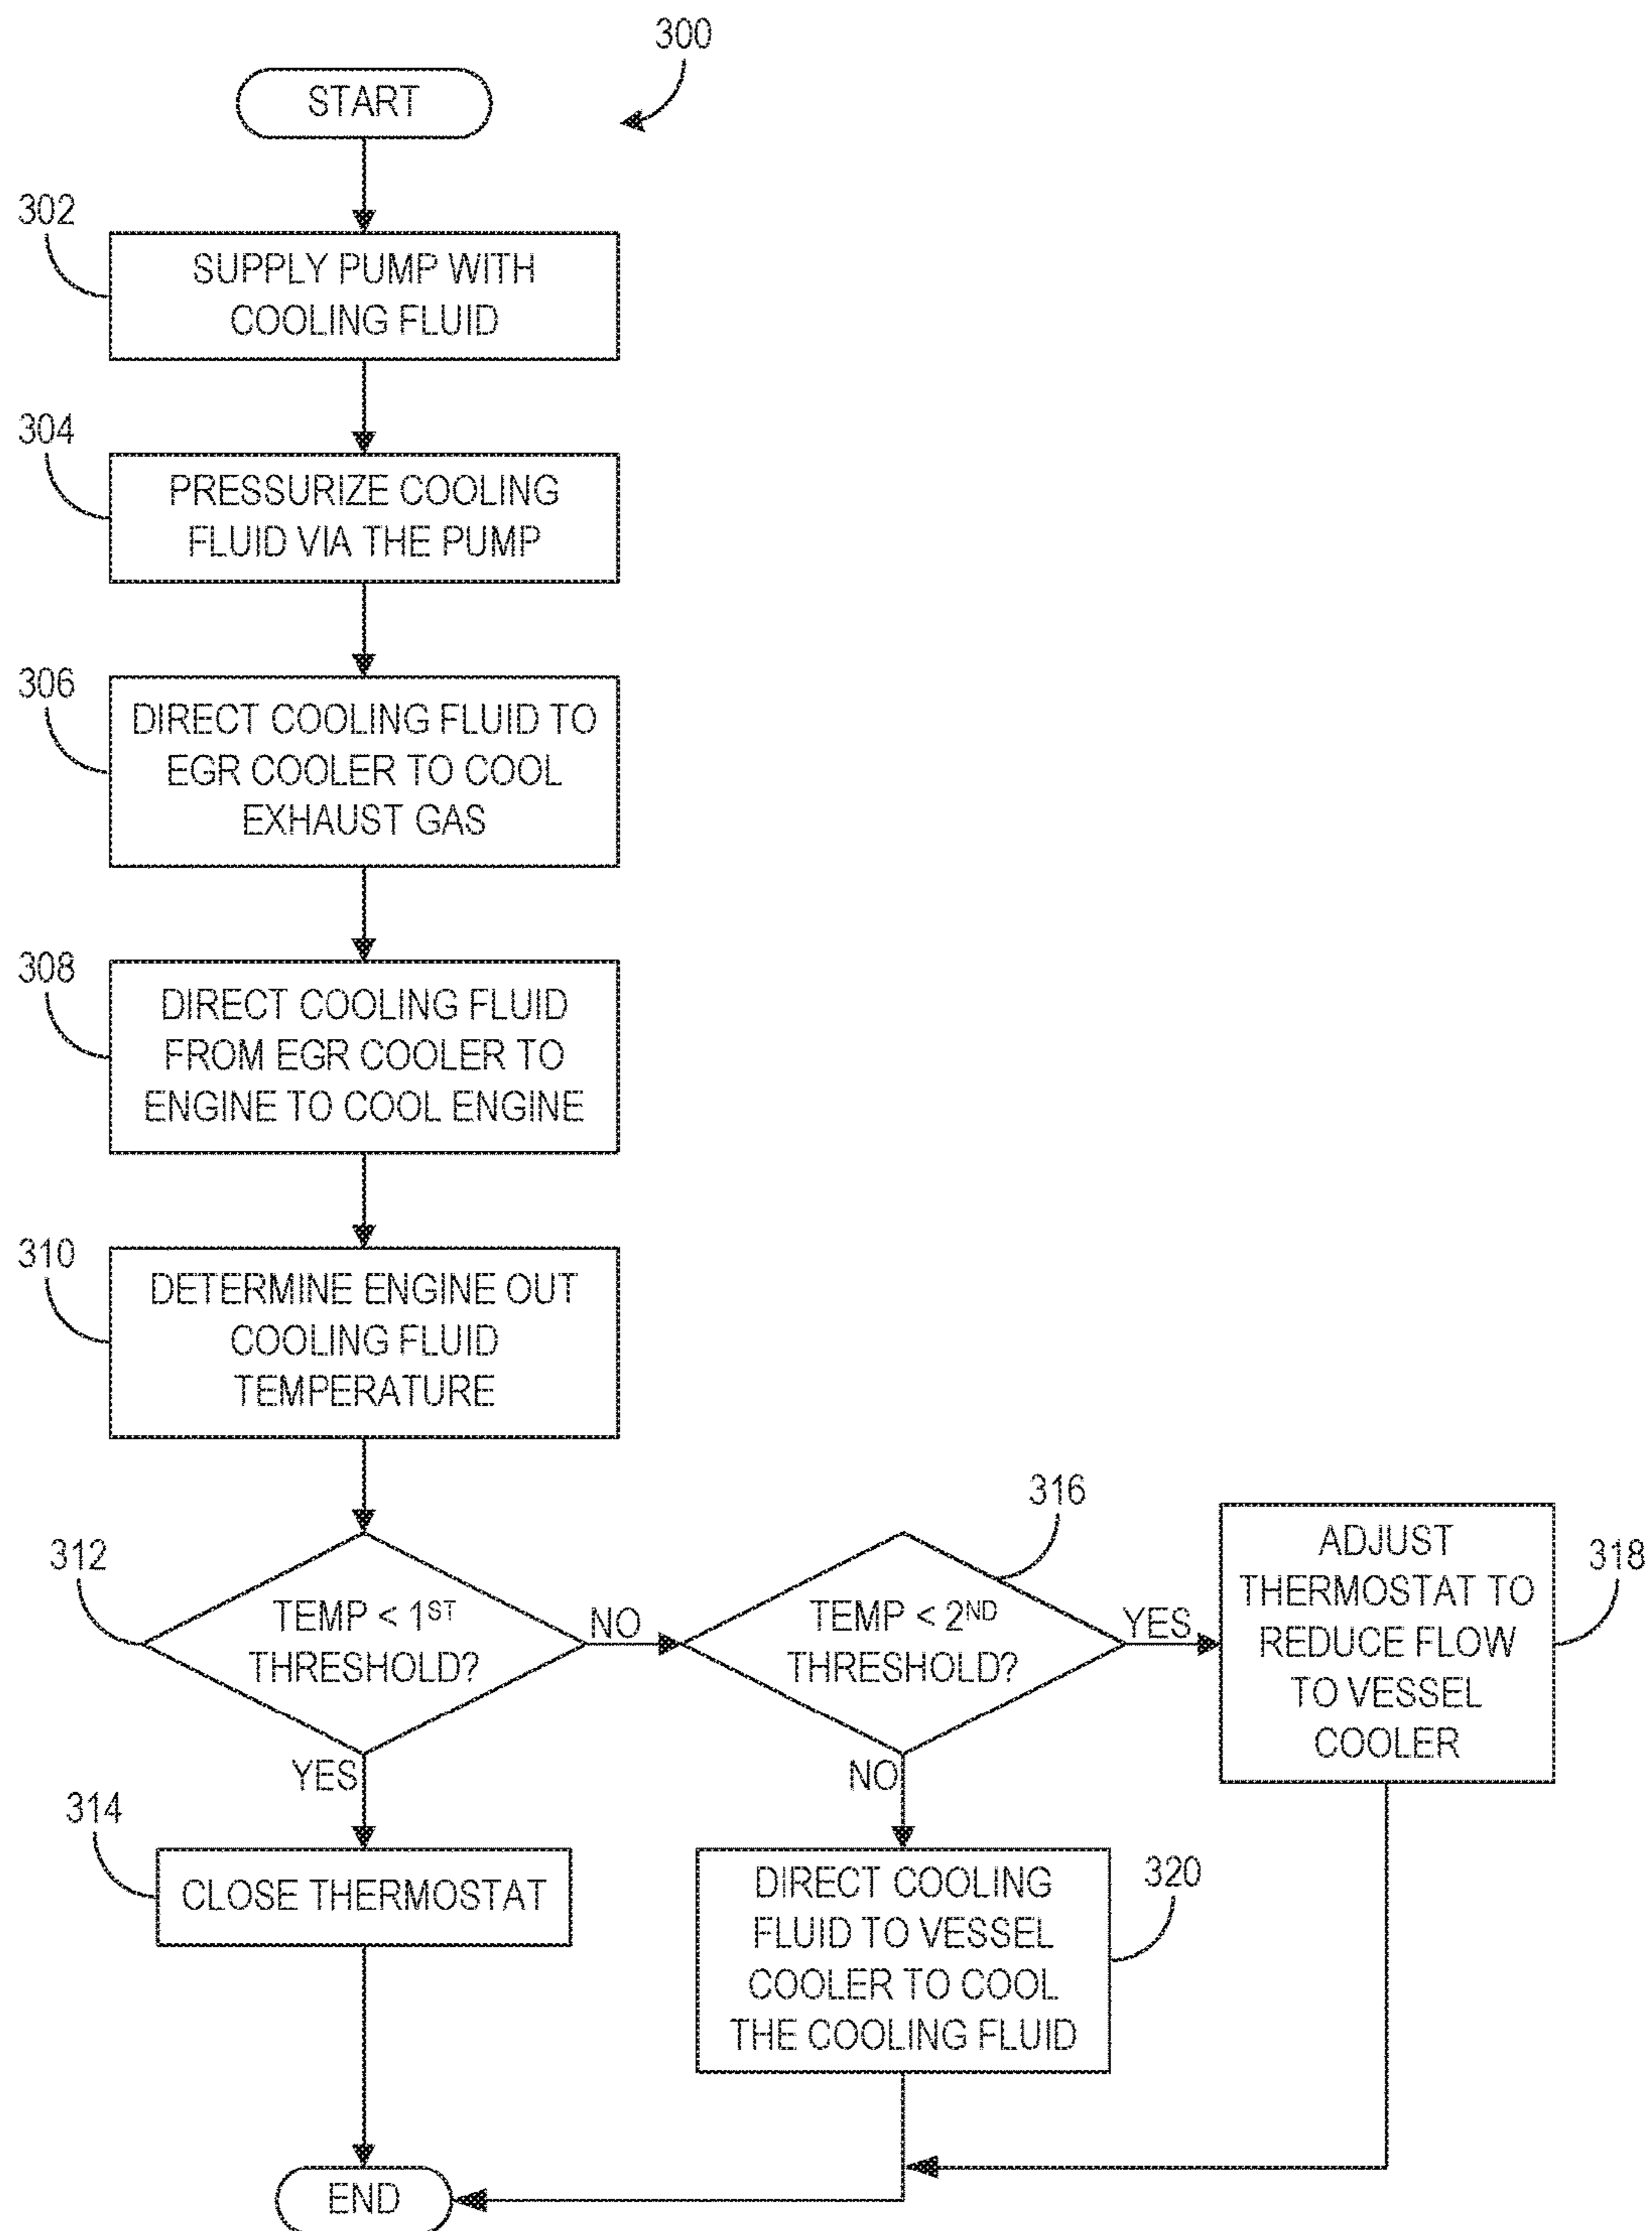 300
START
302
SUPPLY PUMP WITH
COOLING FLUID
304
PRESSURIZE COOLING
FLUID VIA THE PUMP
306
DIRECT COOLING FLUID TO
EGR COOLER TO COOL
EXHAUST GAS
308
DIRECT COOLING FLUID
FROM EGR COOLER TO
ENGINE TO COOL ENGINE
310
DETERMINE ENGINE OUT
COOLING FLUID
TEMPERATURE
312
TEMP < 1ST
THRESHOLD?
NO
316
TEMP < 2ND
THRESHOLD?
YES
318
ADJUST
THERMOSTAT TO
REDUCE FLOW
TO VESSEL
COOLER
YES
NO
314
CLOSE THERMOSTAT
320
DIRECT COOLING
FLUID TO VESSEL
COOLER TO COOL
THE COOLING FLUID
END